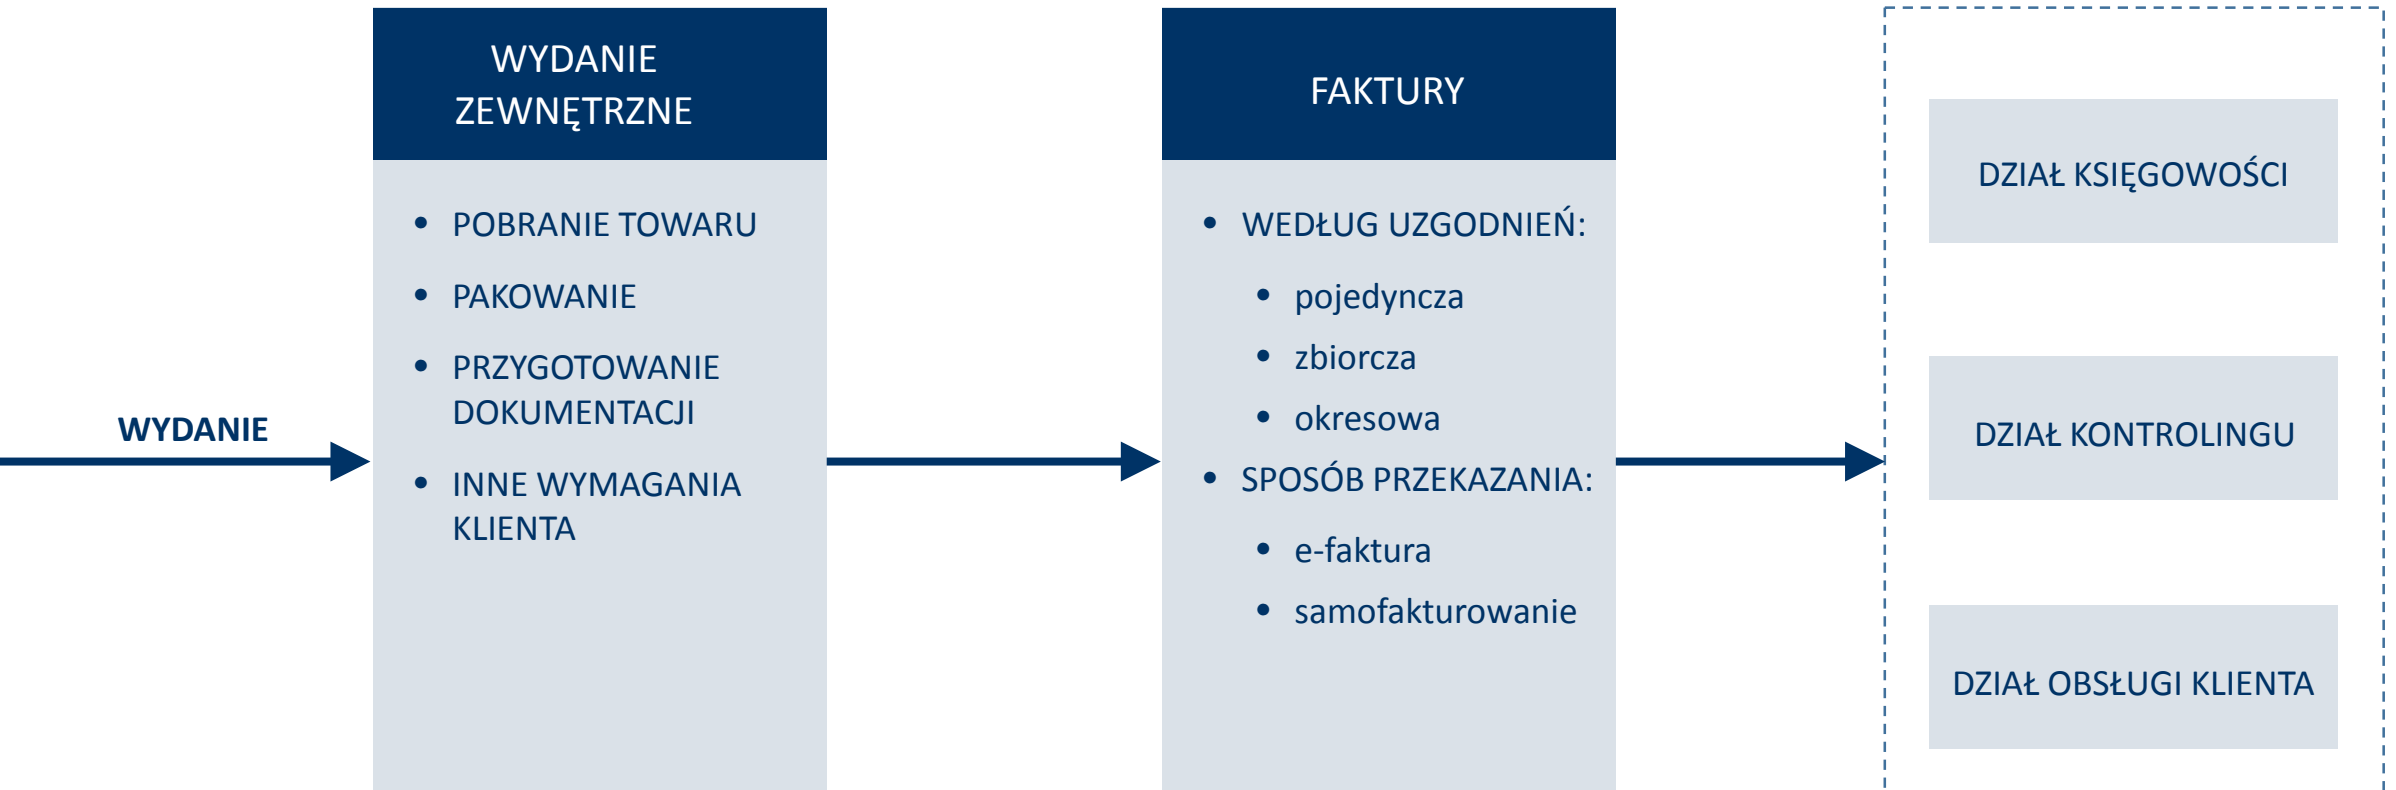 WYDANIE
WYDANIE
ZEWNĘTRZNE
• POBRANIE TOWARU
• PAKOWANIE
• PRZYGOTOWANIE
DOKUMENTACJI
• INNE WYMAGANIA
KLIENTA
FAKTURY
• WEDŁUG UZGODNIEŃ:
• pojedyncza
• zbiorcza
• okresowa
• SPOSÓB PRZEKAZANIA:
• e-faktura
• samofakturowanie
DZIAŁ KSIĘGOWOŚCI
DZIAŁ KONTROLINGU
DZIAŁ OBSŁUGI KLIENTA